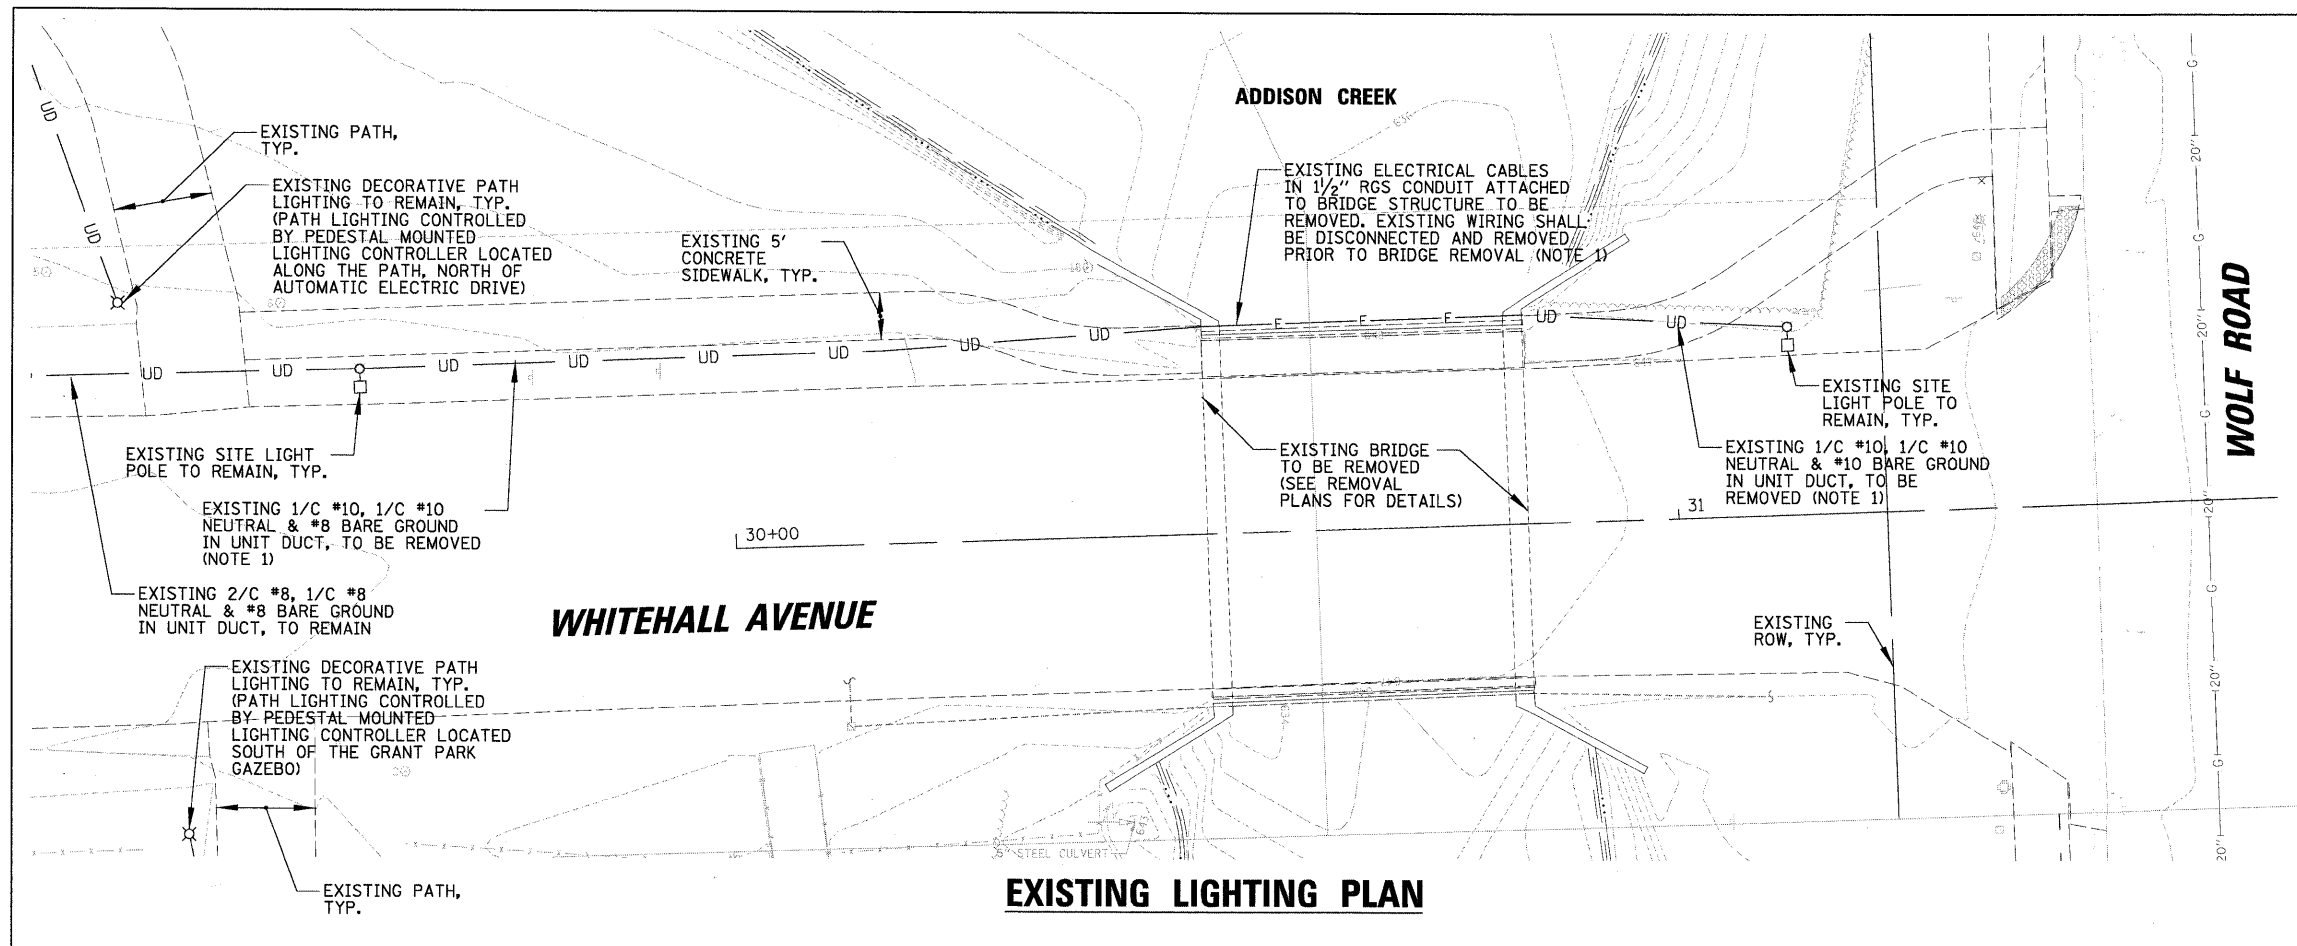 ADDISON CREEK
EXISTING PATH,
TYP.
EXISTING DECORATIVE PATH
LIGHTING TO REMAIN, TYP.
(PATH LIGHTING CONTROLLED
BY PEDESTAL MOUNTED
LIGHTING CONTROLLER LOCATED
ALONG THE PATH, NORTH OF
AUTOMATIC ELECTRIC DRIVE)
EXISTING 5'
CONCRETE
SIDEWALK, TYP.
EXISTING ELECTRICAL CABLES
IN 1½" RGS CONDUIT ATTACHED
TO BRIDGE STRUCTURE TO BE
REMOVED. EXISTING WIRING SHALL
BE DISCONNECTED AND REMOVED
PRIOR TO BRIDGE REMOVAL (NOTE 1)
636
UD
UD
UD UD UD UD UD UD UD UD E E E UD UD
EXISTING SITE LIGHT
POLE TO REMAIN, TYP.
EXISTING SITE
LIGHT POLE TO
REMAIN, TYP.
EXISTING 1/C #10, 1/C #10
NEUTRAL & #8 BARE GROUND
IN UNIT DUCT, TO BE REMOVED
(NOTE 1)
EXISTING BRIDGE
TO BE REMOVED
(SEE REMOVAL
PLANS FOR DETAILS)
EXISTING 1/C #10, 1/C #10
NEUTRAL & #10 BARE GROUND
IN UNIT DUCT, TO BE
REMOVED (NOTE 1)
30+00
31
EXISTING 2/C #8, 1/C #8
NEUTRAL & #8 BARE GROUND
IN UNIT DUCT, TO REMAIN
WHITEHALL AVENUE
WOLF ROAD
EXISTING
ROW, TYP.
EXISTING DECORATIVE PATH
LIGHTING TO REMAIN, TYP.
(PATH LIGHTING CONTROLLED
BY PEDESTAL MOUNTED
LIGHTING CONTROLLER LOCATED
SOUTH OF THE GRANT PARK
GAZEBO)
634
643
STEEL CULVERT
EXISTING PATH,
TYP.
G 20" G 20" G 20" G 20" G 20" G 20"
EXISTING LIGHTING PLAN